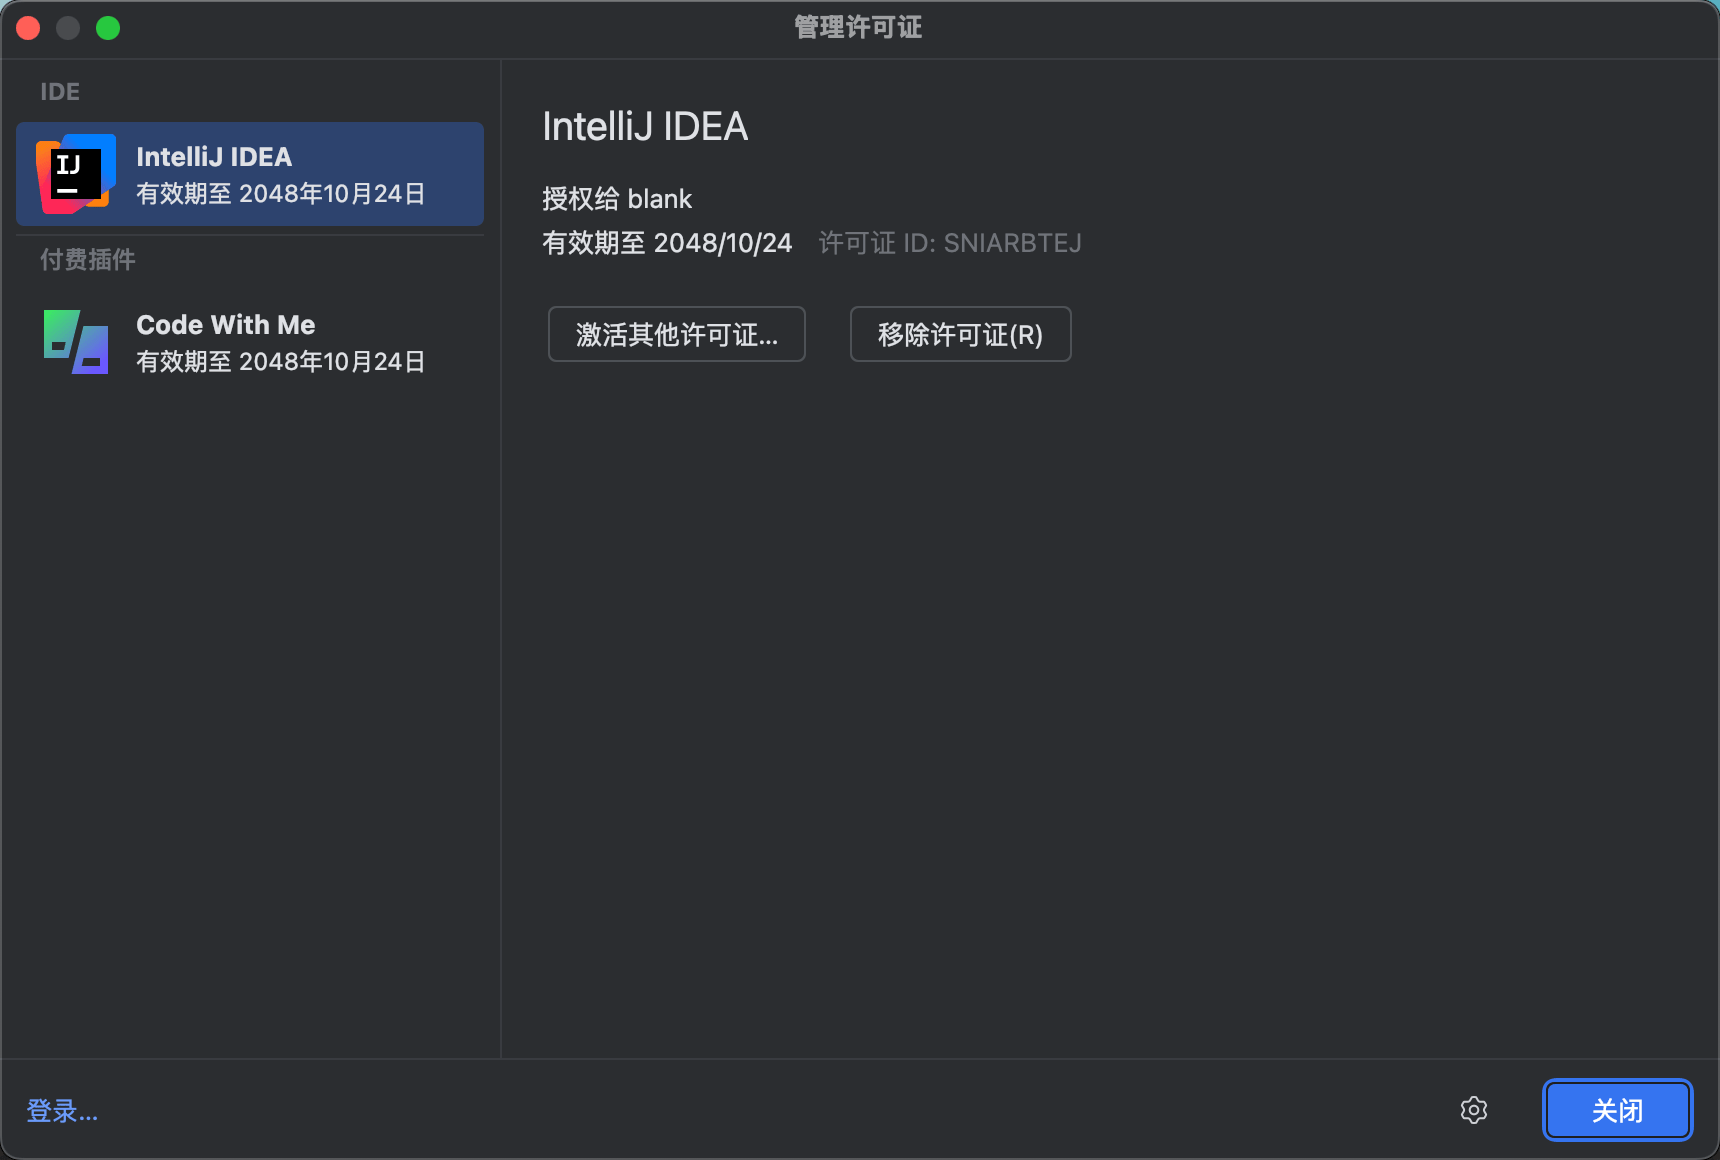 管理许可证
IDE
IJ
IntelliJ IDEA
有效期至 2048年10月24日
付费插件
Code With Me
有效期至 2048年10月24日
IntelliJ IDEA
授权给 blank
有效期至 2048/10/24 许可证 ID: SNIARBTEJ
激活其他许可证... 移除许可证(R)
登录...
关闭